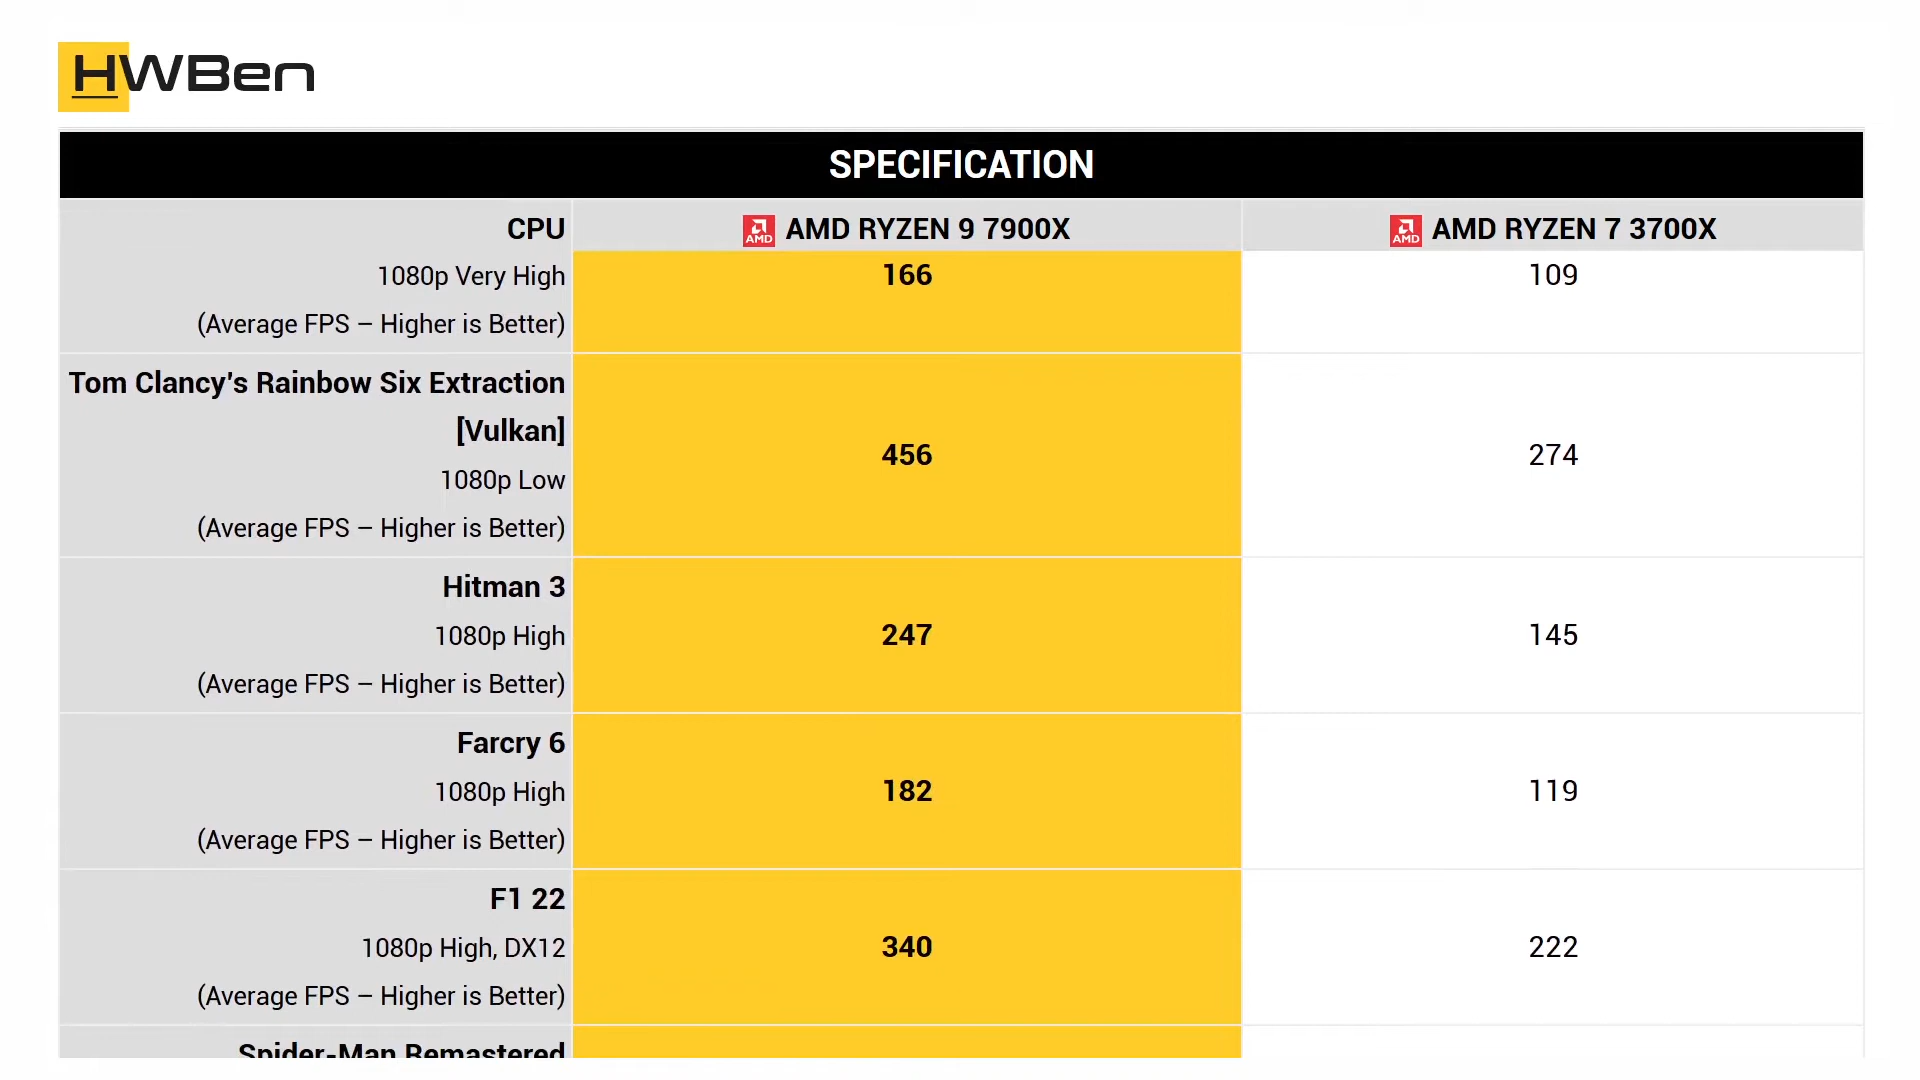 HWBen
SPECIFICATION
CPU AMD AMD RYZEN 9 7900X AMD AMD RYZEN 7 3700X
1080p Very High 166 109
(Average FPS – Higher is Better)
Tom Clancy’s Rainbow Six Extraction
[Vulkan]
456 274
1080p Low
(Average FPS – Higher is Better)
Hitman 3
1080p High 247 145
(Average FPS – Higher is Better)
Farcry 6
1080p High 182 119
(Average FPS – Higher is Better)
F1 22
1080p High, DX12 340 222
(Average FPS – Higher is Better)
Spider-Man Remastered